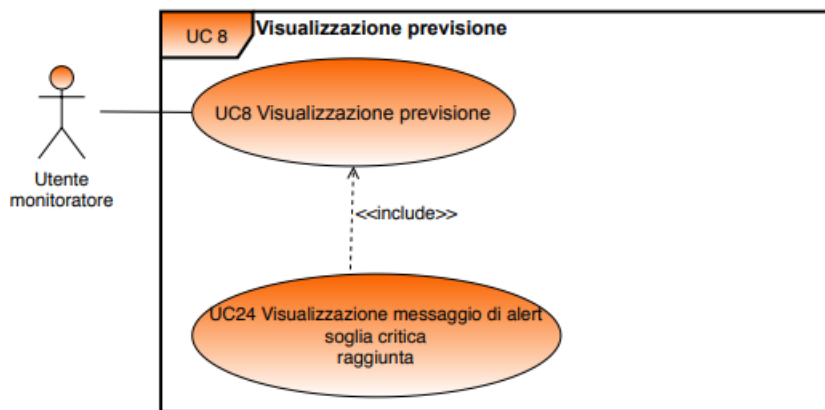 UC 8
Visualizzazione previsione
UC8 Visualizzazione previsione
Utente
monitoratore
<<include>>
UC24 Visualizzazione messaggio di alert
soglia critica
raggiunta